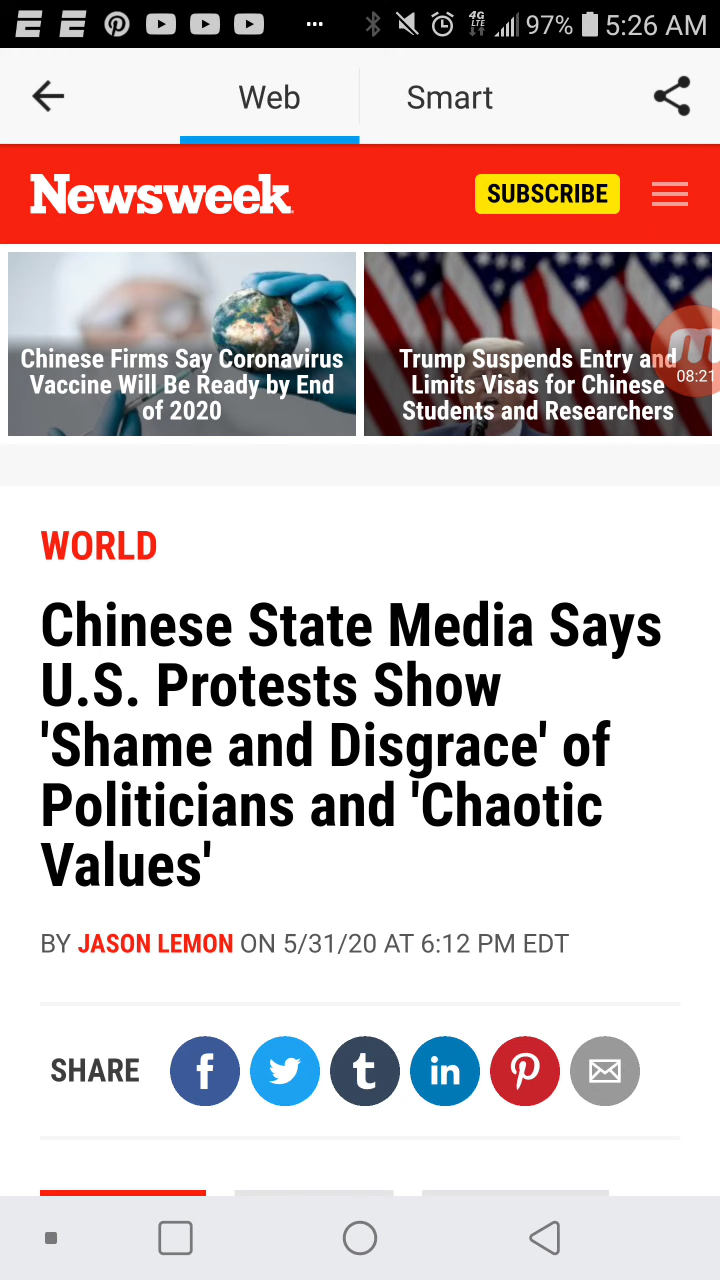 4G
LTE
97%
5:26 AM
Web
Smart
Newsweek
SUBSCRIBE
Chinese Firms Say Coronavirus
Vaccine Will Be Ready by End
of 2020
Trump Suspends Entry and
Limits Visas for Chinese
Students and Researchers
08:21
WORLD
Chinese State Media Says
U.S. Protests Show
'Shame and Disgrace' of
Politicians and 'Chaotic
Values'
BY JASON LEMON ON 5/31/20 AT 6:12 PM EDT
SHARE